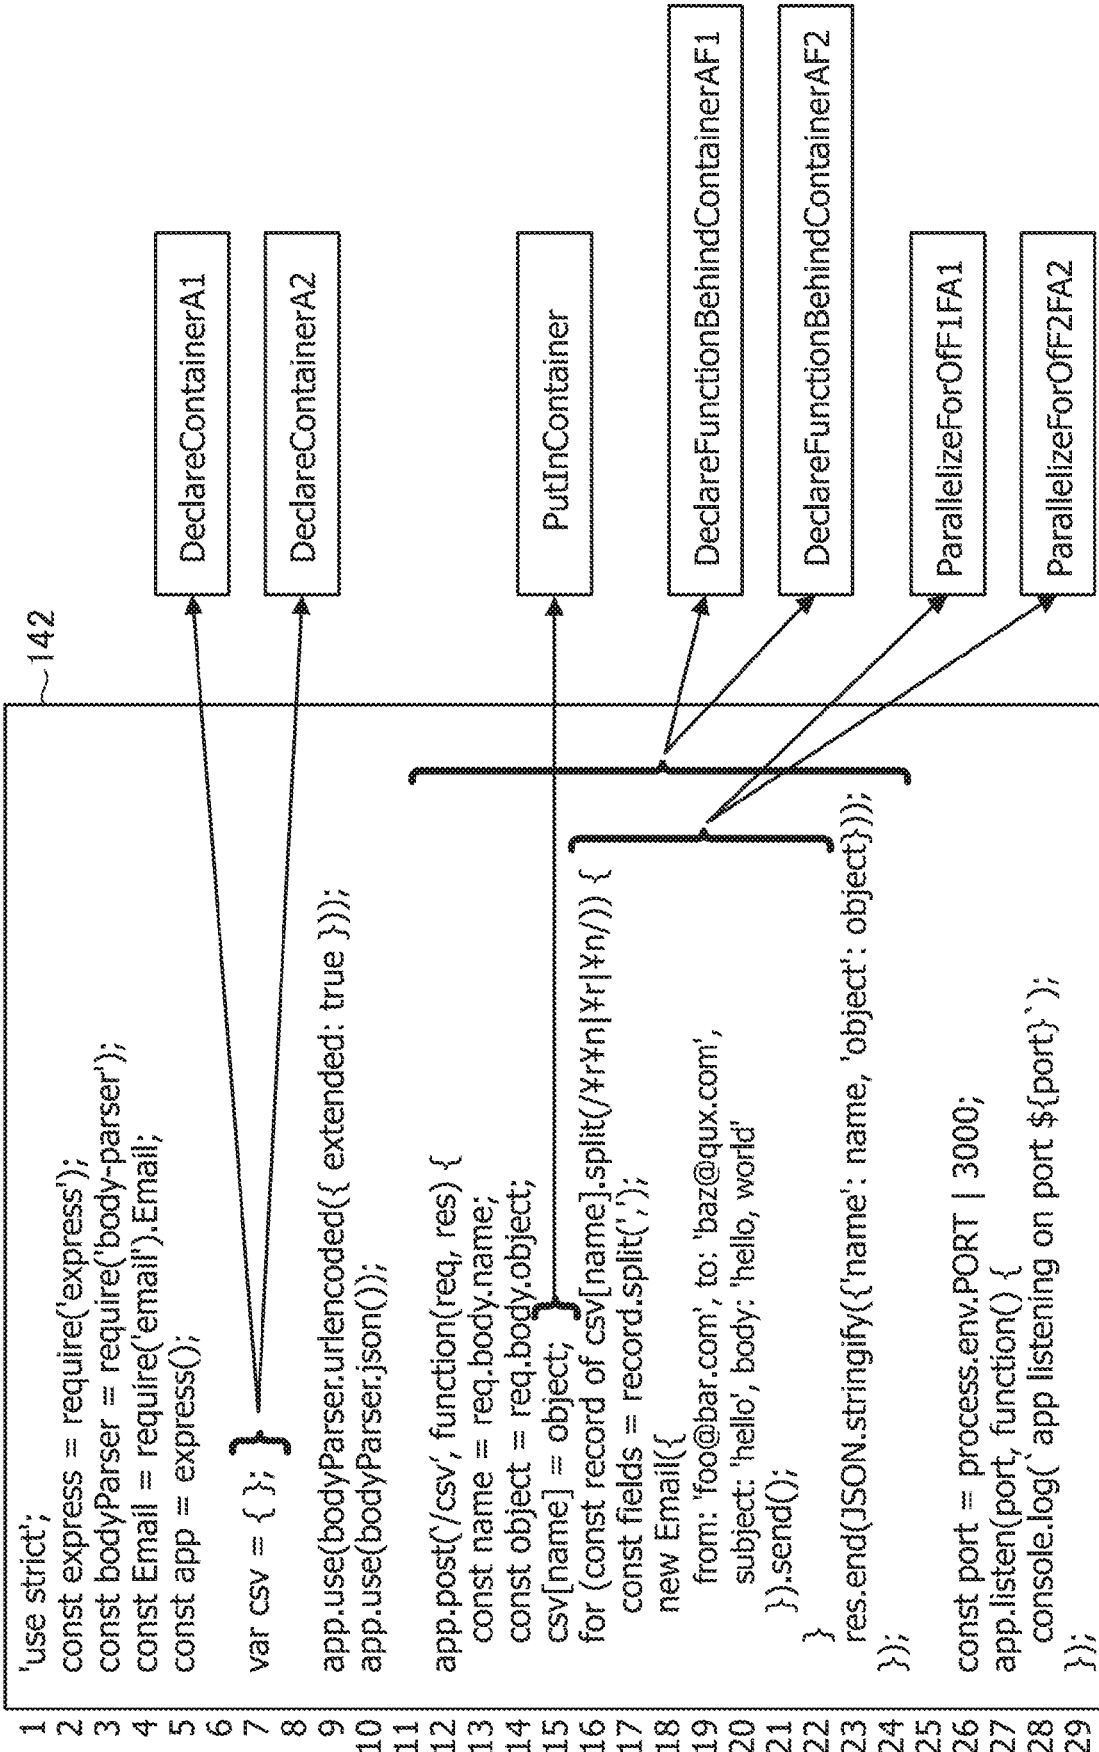 142
1 'use strict';
2 const express = require('express');
3 const bodyParser = require('body-parser');
4 const Email = require('email').Email;
5 const app = express();
6
7 var csv = { };
8
9 app.use(bodyParser.urlencoded({ extended: true }));
10 app.use(bodyParser.json());
11
12 app.post('/csv', function(req, res) {
13 const name = req.body.name;
14 const object = req.body.object;
15 csv[name] = object;
16 for (const record of csv[name].split(/¥r¥n|¥r|¥n/)) {
17 const fields = record.split(',');
18 new Email({
19 from: 'foo@bar.com', to: 'baz@qux.com',
20 subject: 'hello', body: 'hello, world'
21 }).send();
22 }
23 res.end(JSON.stringify({'name': name, 'object': object}));
24 });
25
26 const port = process.env.PORT | 3000;
27 app.listen(port, function() {
28 console.log(`app listening on port ${port}`);
29 });
DeclareContainerA1
DeclareContainerA2
PutInContainer
DeclareFunctionBehindContainerAF1
DeclareFunctionBehindContainerAF2
ParallelizeForOfF1FA1
ParallelizeForOfF2FA2